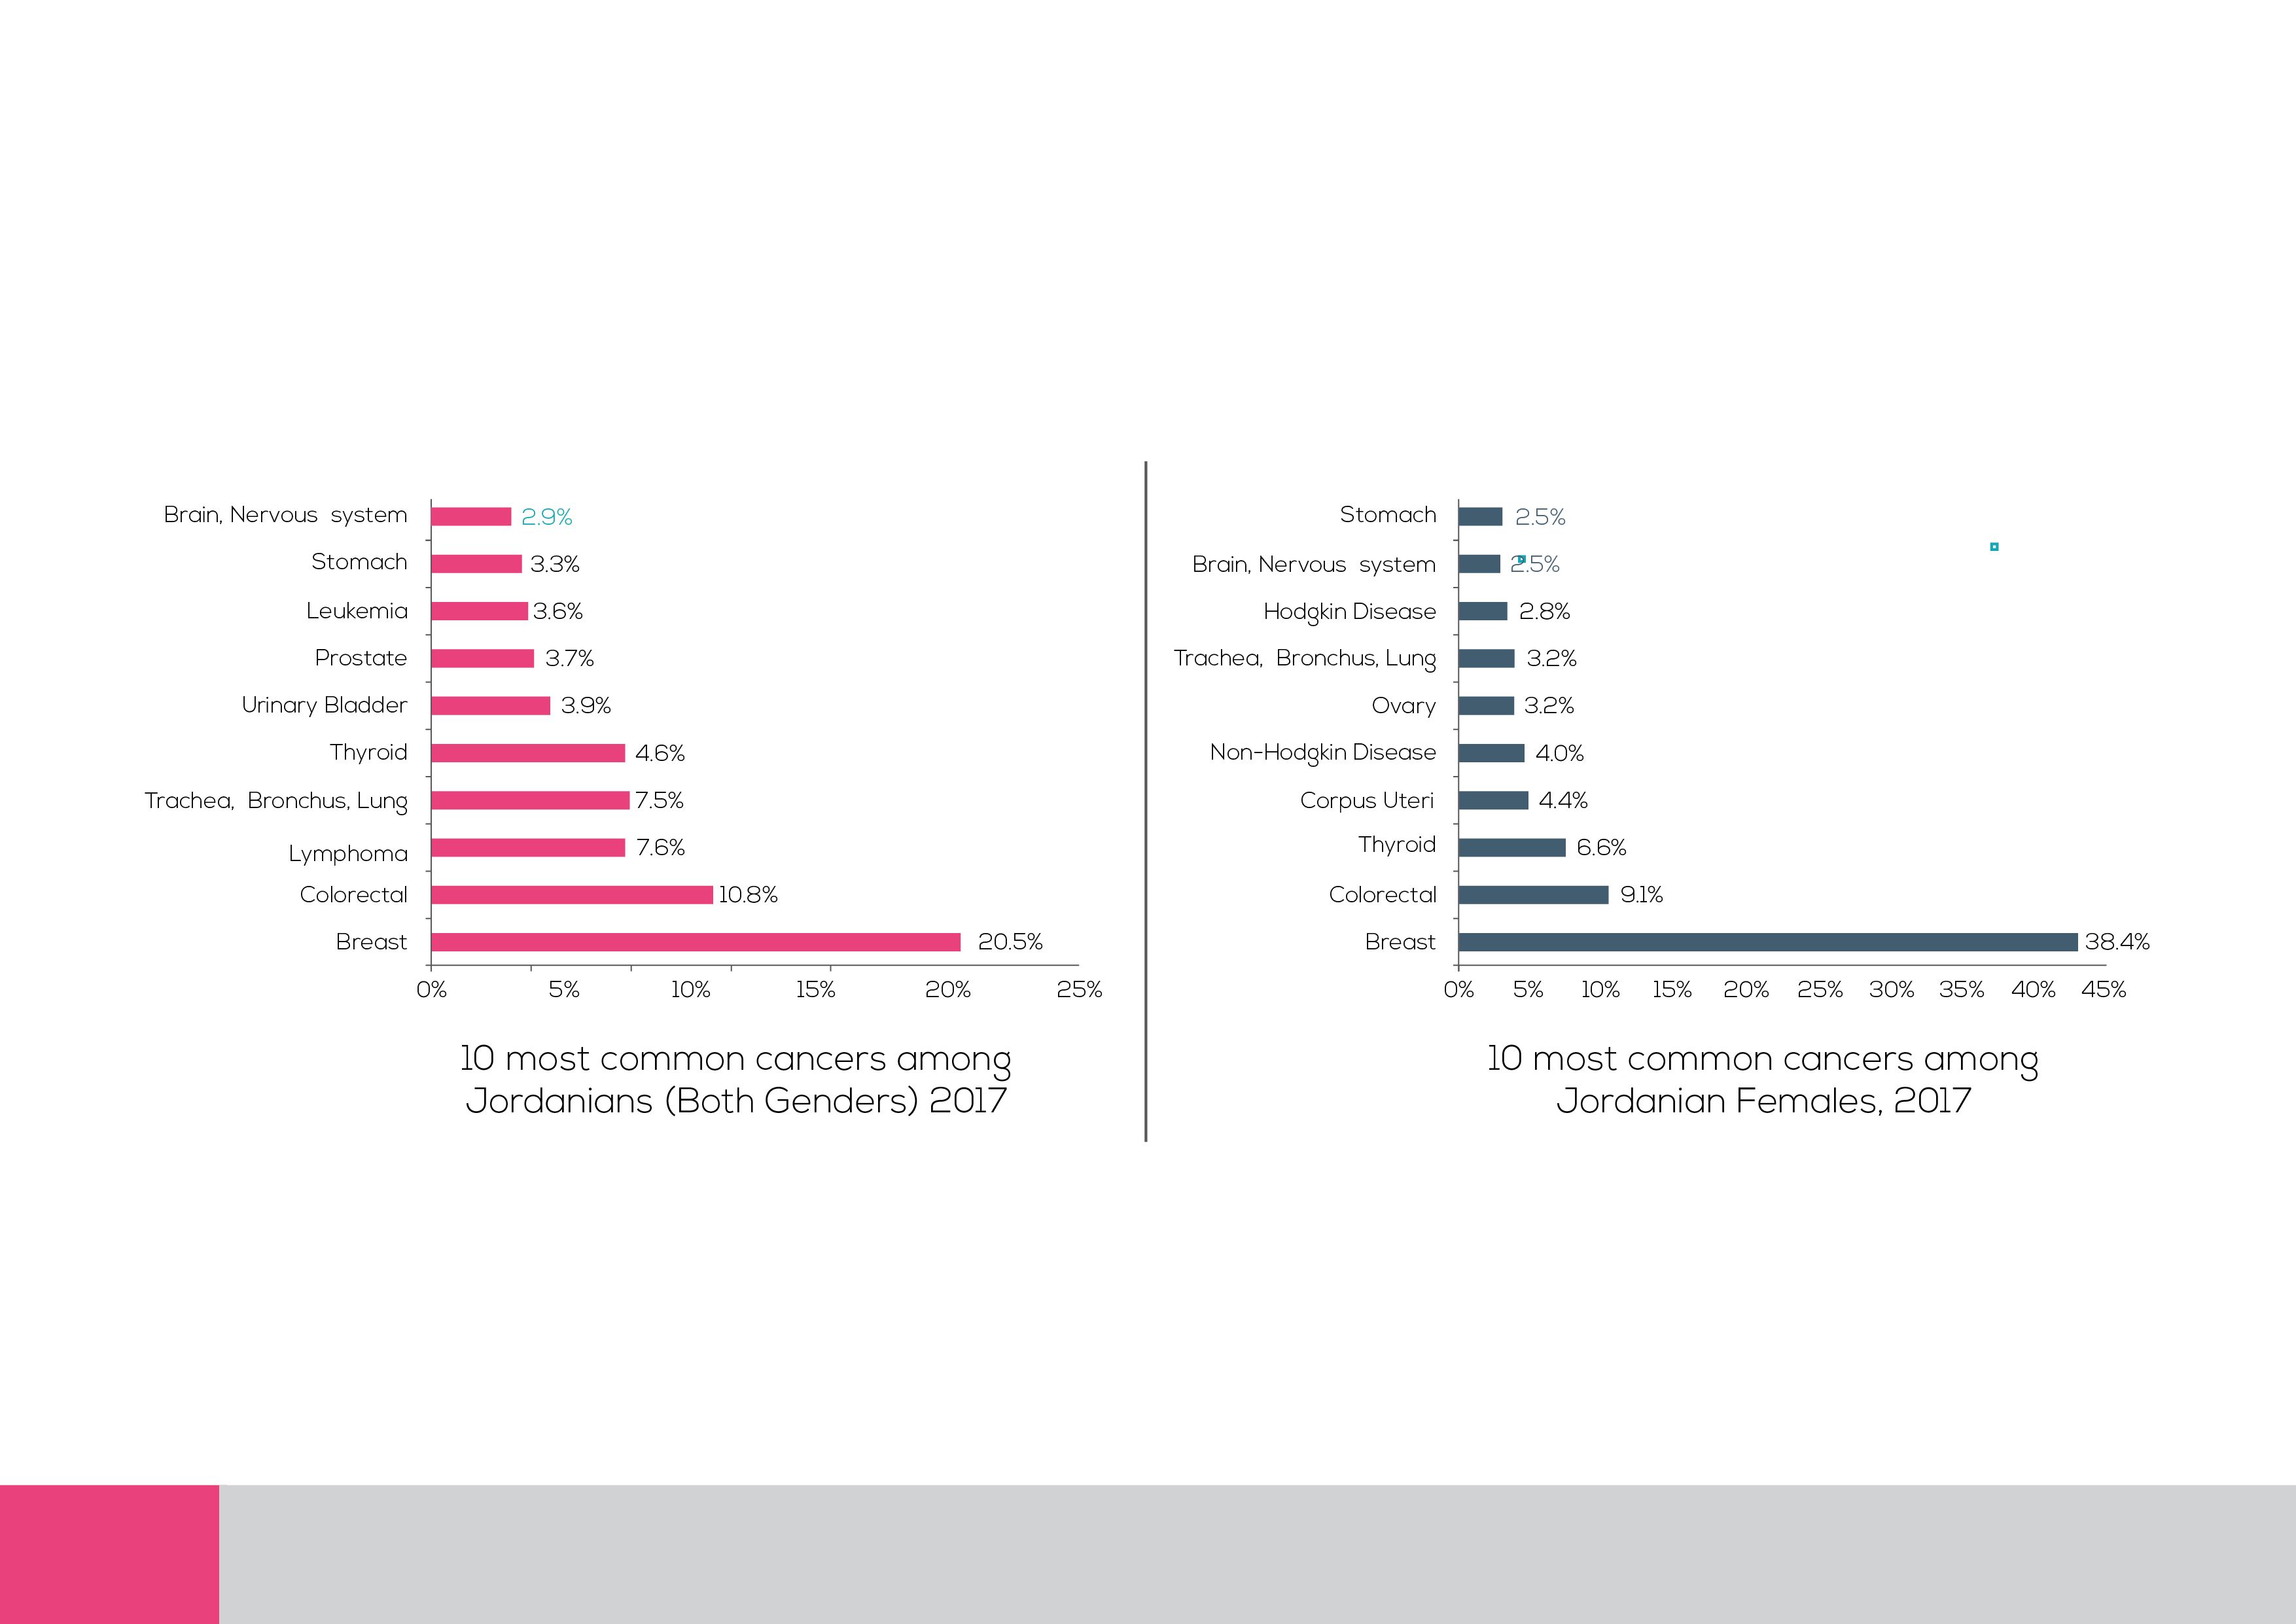 Brain, Nervous system 2.9%
Stomach 3.3%
Leukemia 3.6%
Prostate 3.7%
Urinary Bladder 3.9%
Thyroid 4.6%
Trachea, Bronchus, Lung 7.5%
Lymphoma 7.6%
Colorectal 10.8%
Breast 20.5%
0% 5% 10% 15% 20% 25%
10 most common cancers among
Jordanians (Both Genders) 2017
Stomach 2.5%
Brain, Nervous system 2.5%
Hodgkin Disease 2.8%
Trachea, Bronchus, Lung 3.2%
Ovary 3.2%
Non-Hodgkin Disease 4.0%
Corpus Uteri 4.4%
Thyroid 6.6%
Colorectal 9.1%
Breast 38.4%
0% 5% 10% 15% 20% 25% 30% 35% 40% 45%
10 most common cancers among
Jordanian Females, 2017